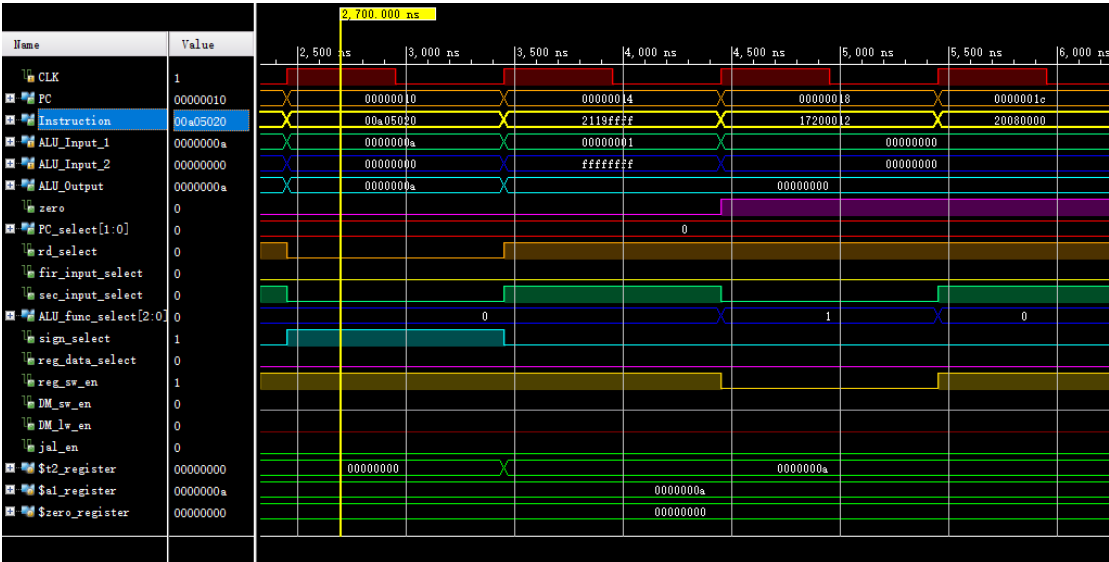 2,700.000 ns
Name Value
2,500 ns 3,000 ns 3,500 ns 4,000 ns 4,500 ns 5,000 ns 5,500 ns 6,000 ns
CLK 1
PC 00000010 00000010 00000014 00000018 0000001c
Instruction 00a05020 00a05020 2119ffff 17200012 20080000
ALU_Input_1 0000000a 0000000a 00000001 00000000
ALU_Input_2 00000000 00000000 ffffffff 00000000
ALU_Output 0000000a 0000000a 00000000
zero 0
PC_select[1:0] 0 0
rd_select 0
fir_input_select 0
sec_input_select 0
ALU_func_select[2:0] 0 0 1 0
sign_select 1
reg_data_select 0
reg_sw_en 1
DM_sw_en 0
DM_lw_en 0
jal_en 0
$t2_register 00000000 00000000 0000000a
$a1_register 0000000a 0000000a
$zero_register 00000000 00000000